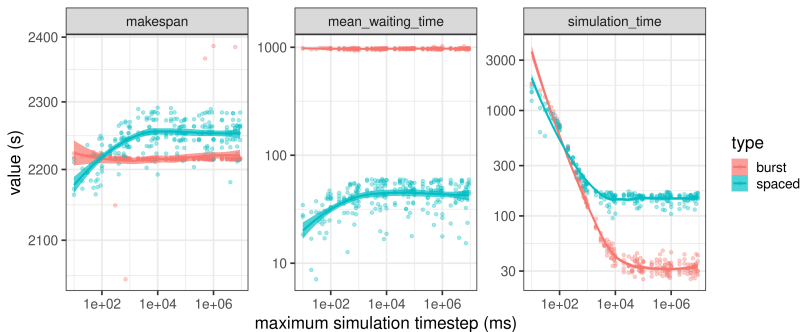 makespan
mean_waiting_time
simulation_time
value (s)
2400
2300
2200
2100
1000
100
10
3000
1000
300
100
30
1e+02 1e+04 1e+06
1e+02 1e+04 1e+06
1e+02 1e+04 1e+06
maximum simulation timestep (ms)
type
burst
spaced